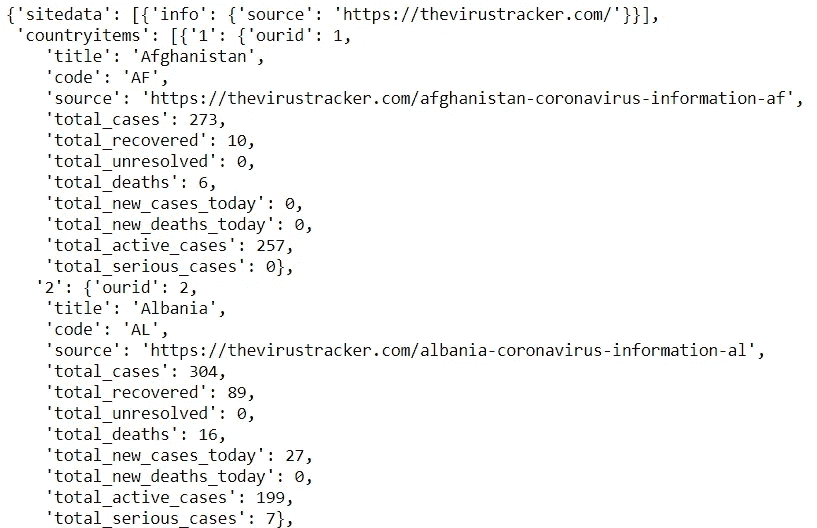 {'sitedata': [{'info': {'source': 'https://thevirustracker.com/'}}],
'countryitems': [{'1': {'ourid': 1,
'title': 'Afghanistan',
'code': 'AF',
'source': 'https://thevirustracker.com/afghanistan-coronavirus-information-af',
'total_cases': 273,
'total_recovered': 10,
'total_unresolved': 0,
'total_deaths': 6,
'total_new_cases_today': 0,
'total_new_deaths_today': 0,
'total_active_cases': 257,
'total_serious_cases': 0},
'2': {'ourid': 2,
'title': 'Albania',
'code': 'AL',
'source': 'https://thevirustracker.com/albania-coronavirus-information-al',
'total_cases': 304,
'total_recovered': 89,
'total_unresolved': 0,
'total_deaths': 16,
'total_new_cases_today': 27,
'total_new_deaths_today': 0,
'total_active_cases': 199,
'total_serious_cases': 7},